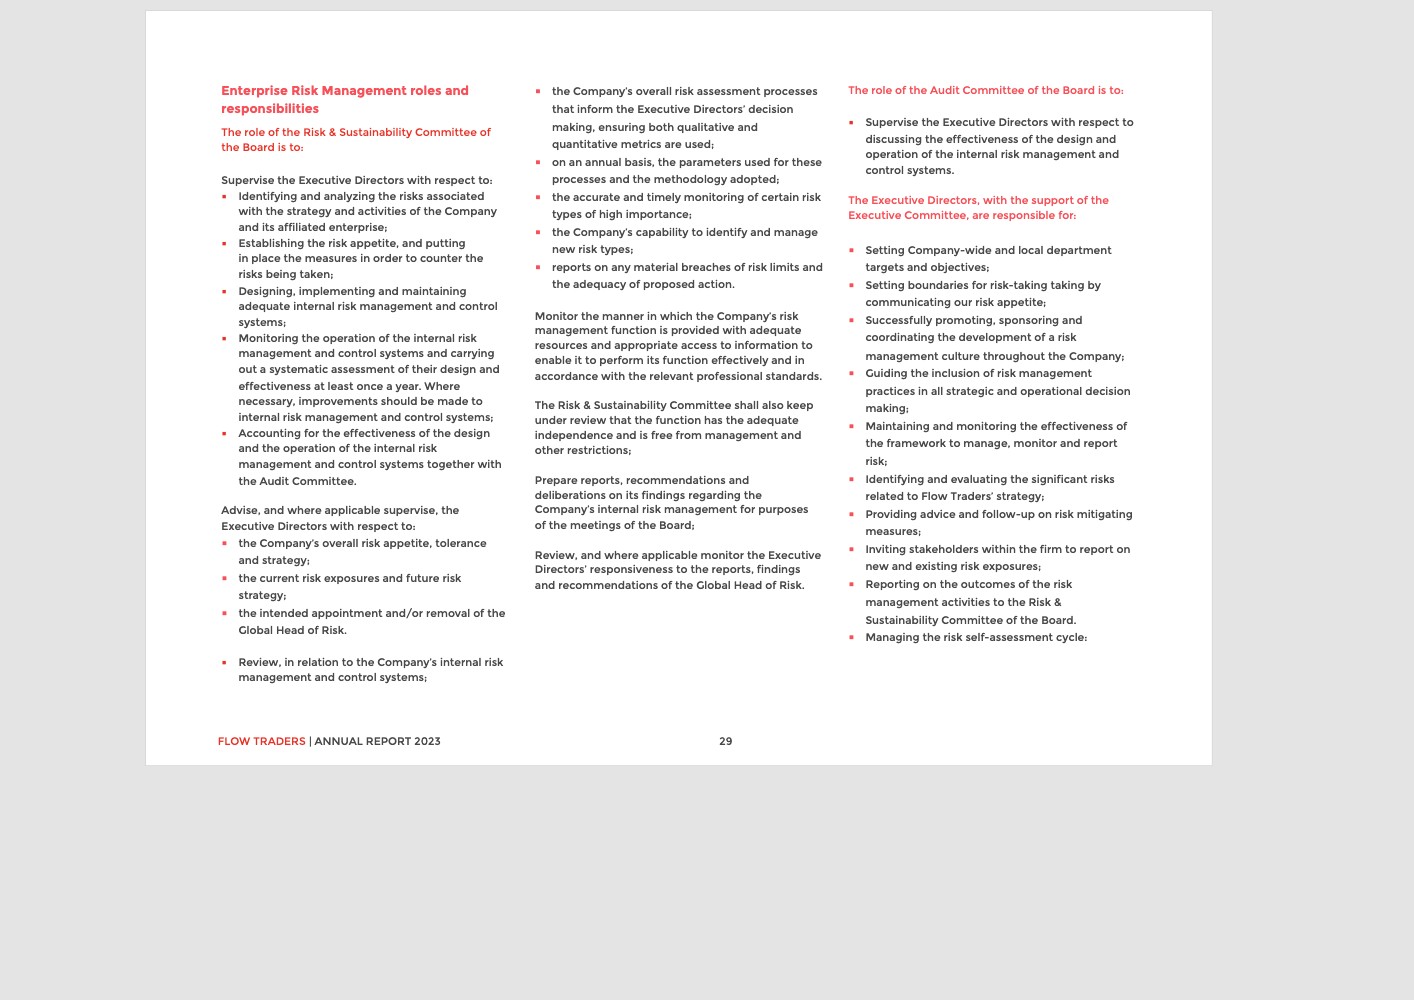 Enterprise Risk Management roles and
responsibilities
The role of the Risk & Sustainability Committee of
the Board is to:
Supervise the Executive Directors with respect to:
▪ Identifying and analyzing the risks associated
with the strategy and activities of the Company
and its affiliated enterprise;
▪ Establishing the risk appetite, and putting
in place the measures in order to counter the
risks being taken;
▪ Designing, implementing and maintaining
adequate internal risk management and control
systems;
▪ Monitoring the operation of the internal risk
management and control systems and carrying
out a systematic assessment of their design and
effectiveness at least once a year. Where
necessary, improvements should be made to
internal risk management and control systems;
▪ Accounting for the effectiveness of the design
and the operation of the internal risk
management and control systems together with
the Audit Committee.
Advise, and where applicable supervise, the
Executive Directors with respect to:
▪ the Company's overall risk appetite, tolerance
and strategy;
▪ the current risk exposures and future risk
strategy;
▪ the intended appointment and/or removal of the
Global Head of Risk.
▪ Review, in relation to the Company's internal risk
management and control systems;
▪ the Company's overall risk assessment processes
that inform the Executive Directors' decision
making, ensuring both qualitative and
quantitative metrics are used;
▪ on an annual basis, the parameters used for these
processes and the methodology adopted;
▪ the accurate and timely monitoring of certain risk
types of high importance;
▪ the Company's capability to identify and manage
new risk types;
▪ reports on any material breaches of risk limits and
the adequacy of proposed action.
Monitor the manner in which the Company's risk
management function is provided with adequate
resources and appropriate access to information to
enable it to perform its function effectively and in
accordance with the relevant professional standards.
The Risk & Sustainability Committee shall also keep
under review that the function has the adequate
independence and is free from management and
other restrictions;
Prepare reports, recommendations and
deliberations on its findings regarding the
Company's internal risk management for purposes
of the meetings of the Board;
Review, and where applicable monitor the Executive
Directors' responsiveness to the reports, findings
and recommendations of the Global Head of Risk.
The role of the Audit Committee of the Board is to:
▪ Supervise the Executive Directors with respect to
discussing the effectiveness of the design and
operation of the internal risk management and
control systems.
The Executive Directors, with the support of the
Executive Committee, are responsible for:
▪ Setting Company-wide and local department
targets and objectives;
▪ Setting boundaries for risk-taking taking by
communicating our risk appetite;
▪ Successfully promoting, sponsoring and
coordinating the development of a risk
management culture throughout the Company;
▪ Guiding the inclusion of risk management
practices in all strategic and operational decision
making;
▪ Maintaining and monitoring the effectiveness of
the framework to manage, monitor and report
risk;
▪ Identifying and evaluating the significant risks
related to Flow Traders' strategy;
▪ Providing advice and follow-up on risk mitigating
measures;
▪ Inviting stakeholders within the firm to report on
new and existing risk exposures;
▪ Reporting on the outcomes of the risk
management activities to the Risk &
Sustainability Committee of the Board.
▪ Managing the risk self-assessment cycle:
FLOW TRADERS | ANNUAL REPORT 2023
29